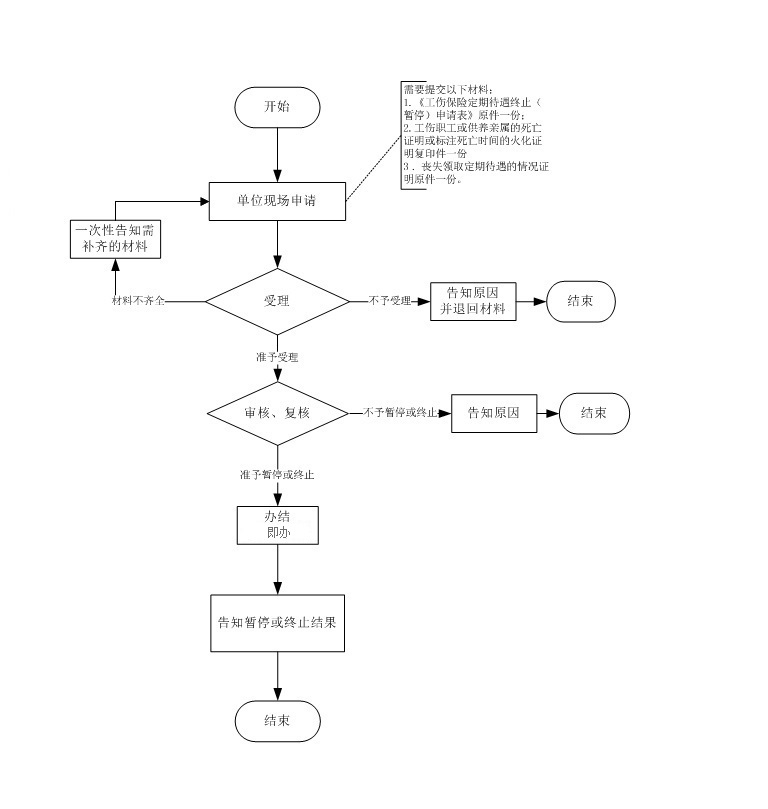 开始
需要提交以下材料；
1.《工伤保险定期待遇终止（
暂停）申请表》原件一份；
2.工伤职工或供养亲属的死亡
证明或标注死亡时间的火化证
明复印件一份
3．丧失领取定期待遇的情况证
明原件一份。
单位现场申请
一次性告知需
补齐的材料
材料不齐全
受理
不予受理
告知原因
并退回材料
结束
准予受理
审核、复核
不予暂停或终止
告知原因
结束
准予暂停或终止
办结
即办
告知暂停或终止结果
结束